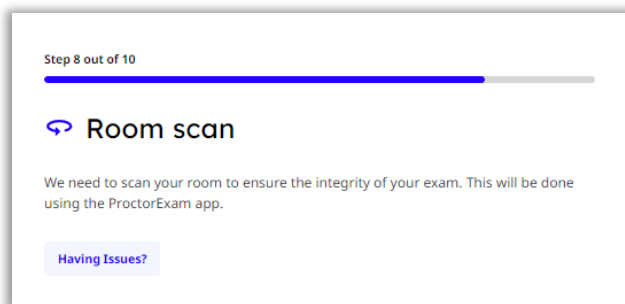 Step 8 out of 10
Room scan
We need to scan your room to ensure the integrity of your exam. This will be done
using the ProctorExam app.
Having Issues?